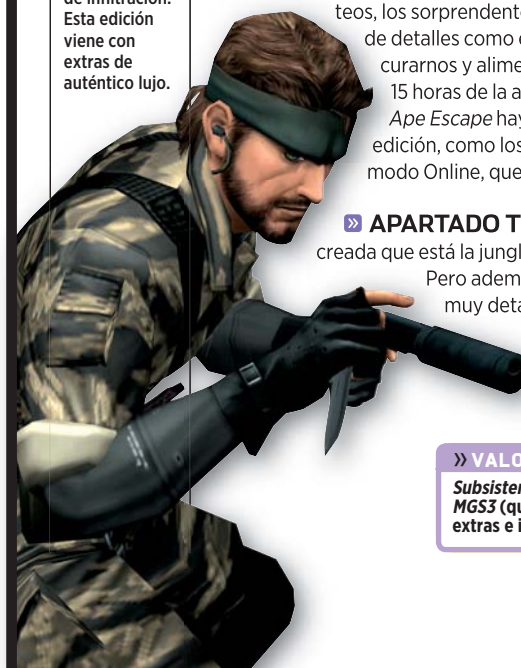 de infiltración.
Esta edición
viene con
extras de
auténtico lujo.
teos, los sorprendent
de detalles como
curarnos y alime
15 horas de la a
Ape Escape hay
edición, como los
modo Online, que
» APARTADO T
creada que está la jungl
Pero adem
muy deta
» VALO
Subsiste
MGS3 (qu
extras e i